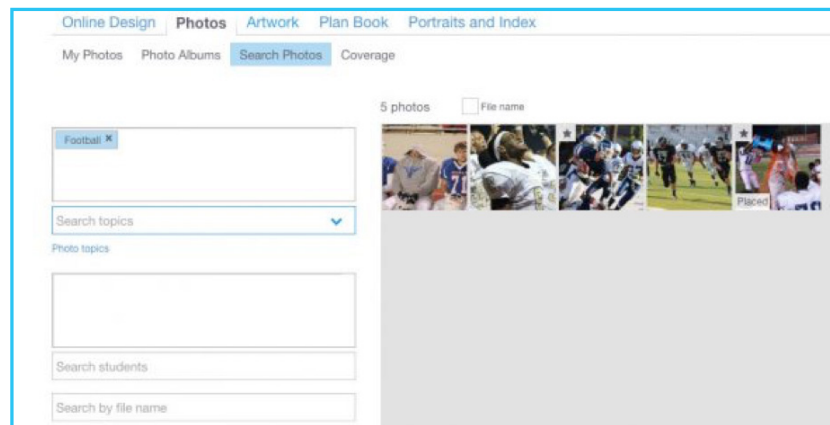 Online Design Photos Artwork Plan Book Portraits and Index
My Photos Photo Albums Search Photos Coverage
5 photos File name
Football ×
Search topics
Photo topics
Search students
Search by file name
Placed
71